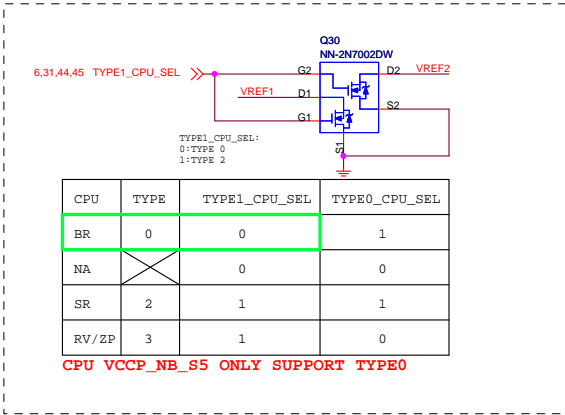 Q30
NN-2N7002DW
6,31,44,45 TYPE1_CPU_SEL
G2
D2
VREF2
VREF1
D1
S2
G1
S1
TYPE1_CPU_SEL:
0:TYPE 0
1:TYPE 2
CPU TYPE TYPE1_CPU_SEL TYPE0_CPU_SEL
BR 0 0 1
NA 0 0
SR 2 1 1
RV/ZP 3 1 0
CPU VCCP_NB_S5 ONLY SUPPORT TYPE0